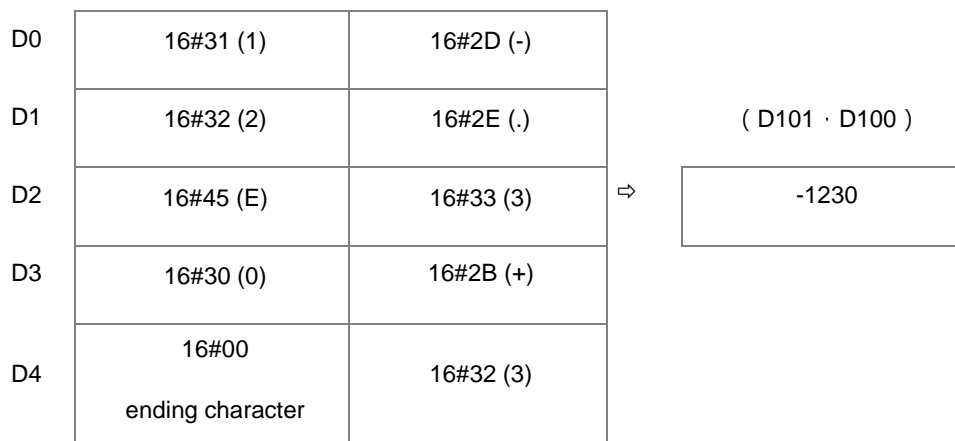 D0 16#31 (1) 16#2D (-)
D1 16#32 (2) 16#2E (.) ( D101 , D100 )
D2 16#45 (E) 16#33 (3) ⇨ -1230
D3 16#30 (0) 16#2B (+)
D4 16#00 ending character 16#32 (3)